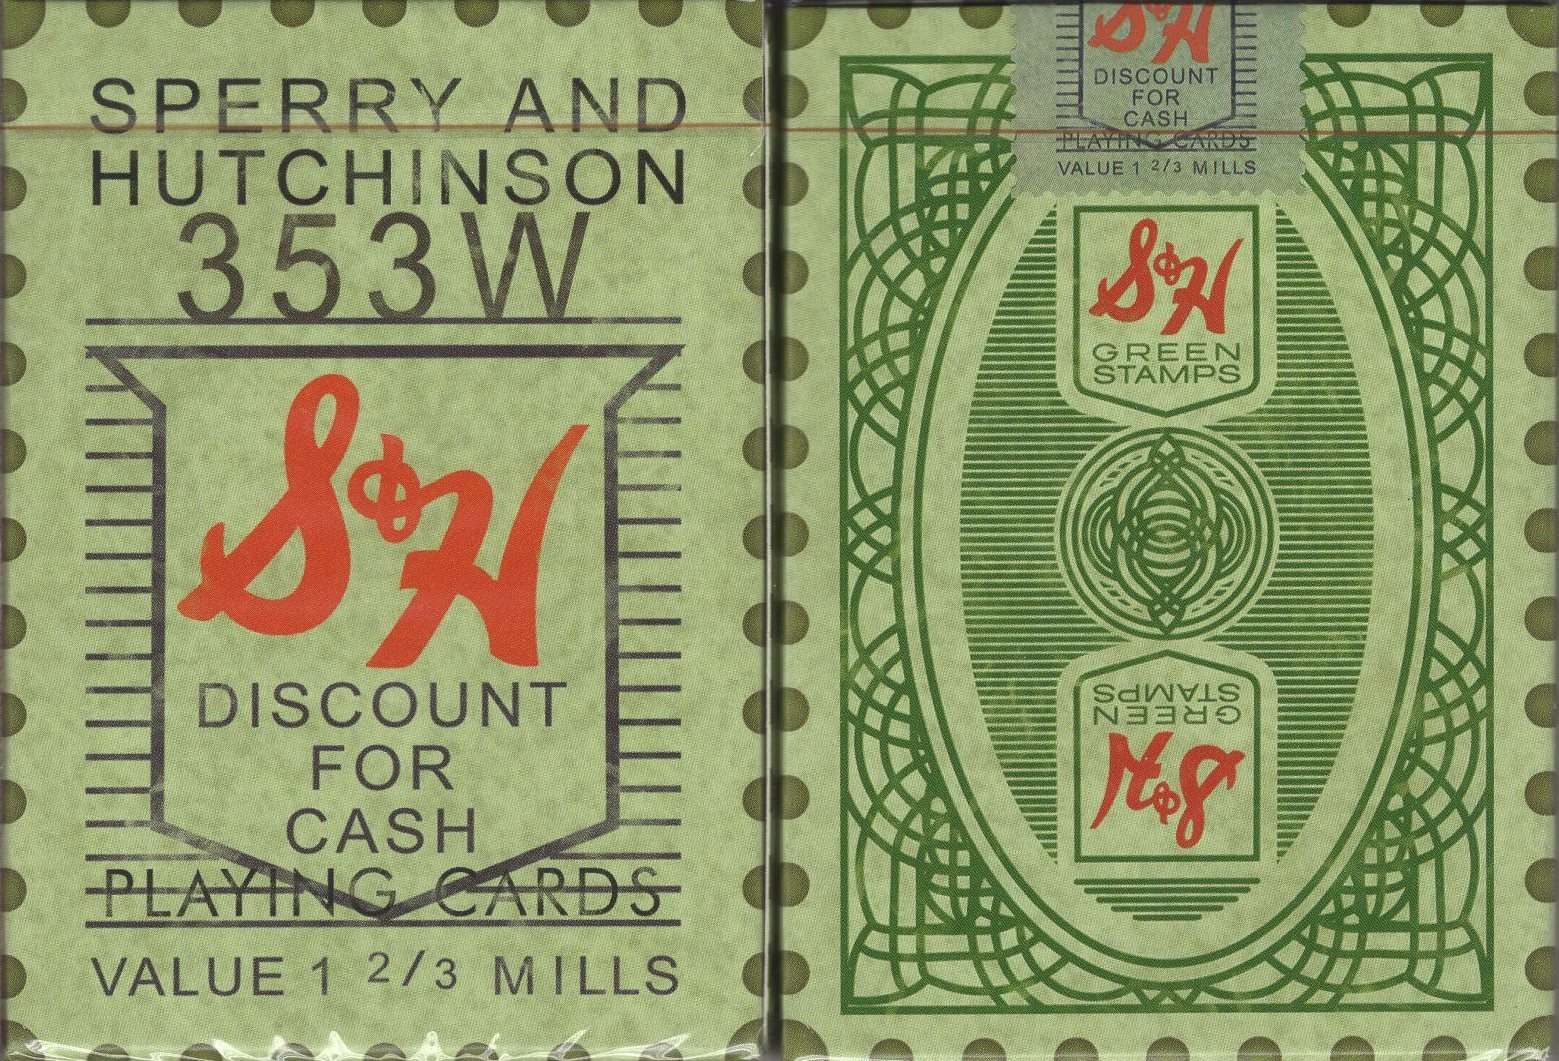 SPERRY AND
HUTCHINSON
353W
S&H
DISCOUNT
FOR
CASH
PLAYING CARDS
VALUE 1 2/3 MILLS
S&H
DISCOUNT
FOR
CASH
PLAYING CARDS
VALUE 1 2/3 MILLS
S&H
GREEN
STAMPS
S&H
GREEN
STAMPS